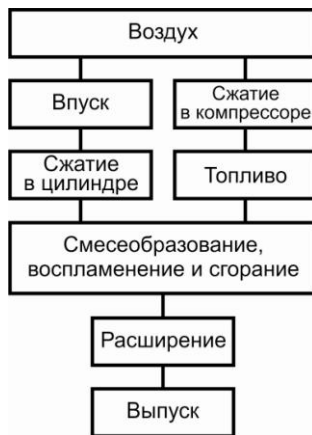 Воздух
Впуск
Сжатие
в компрессоре
Сжатие
в цилиндре
Топливо
Смесеобразование,
воспламенение и сгорание
Расширение
Выпуск